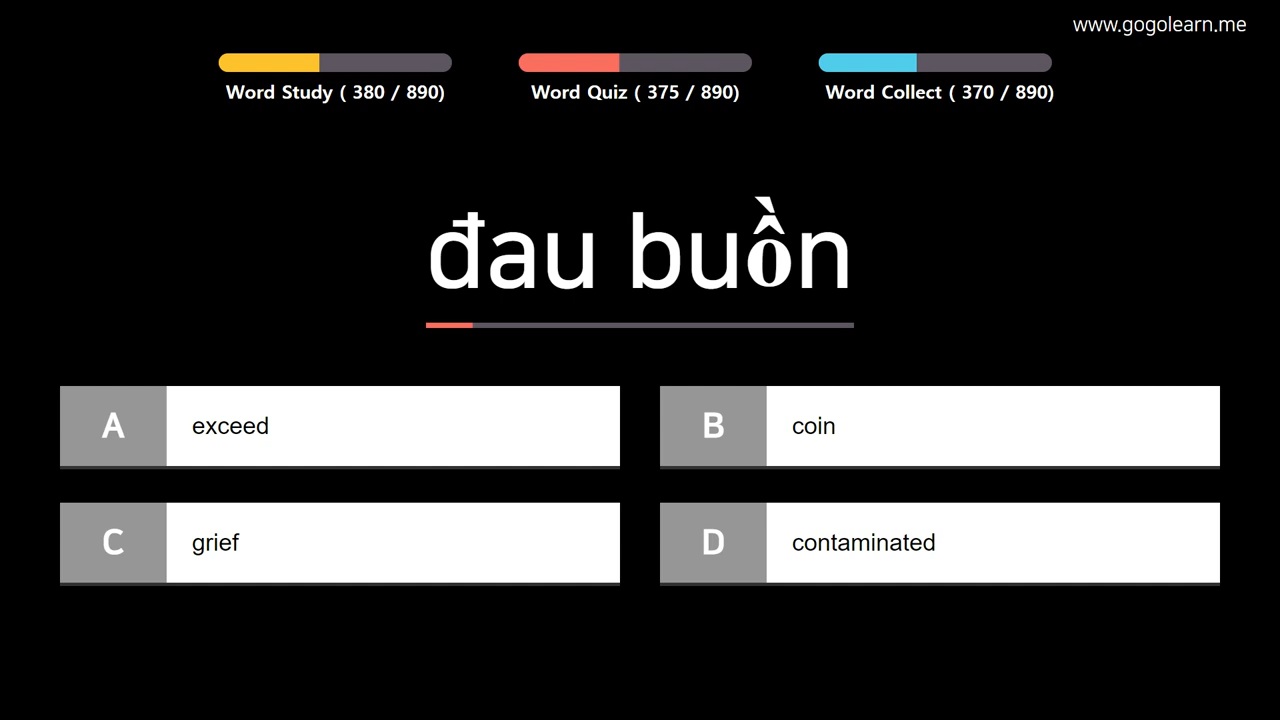 www.gogolearn.me
Word Study ( 380 / 890)
Word Quiz ( 375 / 890)
Word Collect ( 370 / 890)
đau buồn
A exceed
B coin
C grief
D contaminated